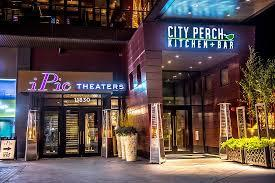 CITY PERCH
KITCHEN + BAR
iPic THEATERS
11830